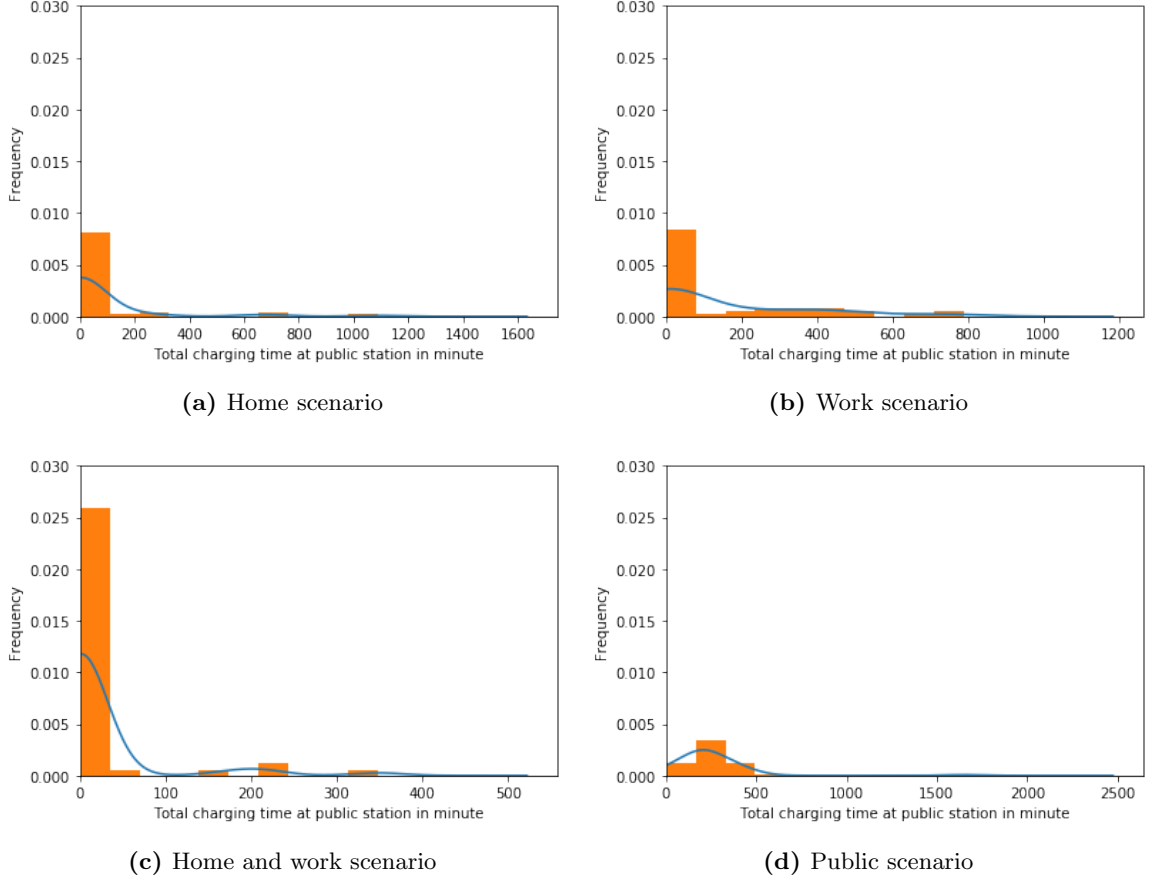 0.030
0.025
0.020
0.015
0.010
0.005
0.000
Frequency
0 200 400 600 800 1000 1200 1400 1600
Total charging time at public station in minute
(a) Home scenario
0.030
0.025
0.020
0.015
0.010
0.005
0.000
Frequency
0 200 400 600 800 1000 1200
Total charging time at public station in minute
(b) Work scenario
0.030
0.025
0.020
0.015
0.010
0.005
0.000
Frequency
0 100 200 300 400 500
Total charging time at public station in minute
(c) Home and work scenario
0.030
0.025
0.020
0.015
0.010
0.005
0.000
Frequency
0 500 1000 1500 2000 2500
Total charging time at public station in minute
(d) Public scenario